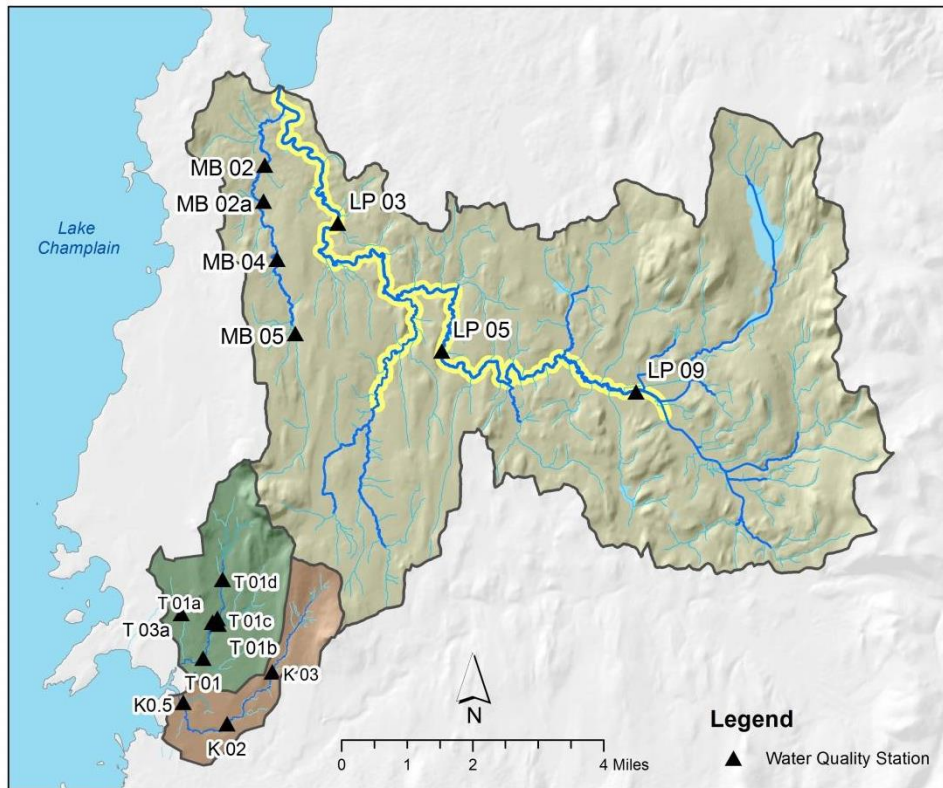 MB 02
MB 02a
LP 03
Lake
Champlain
MB 04
MB 05
LP 05
LP 09
T 01d
T 01a
T 01c
T 03a
T 01b
K 03
T 01
K0.5
K 02
N
Legend
Water Quality Station
0 2 4 Miles